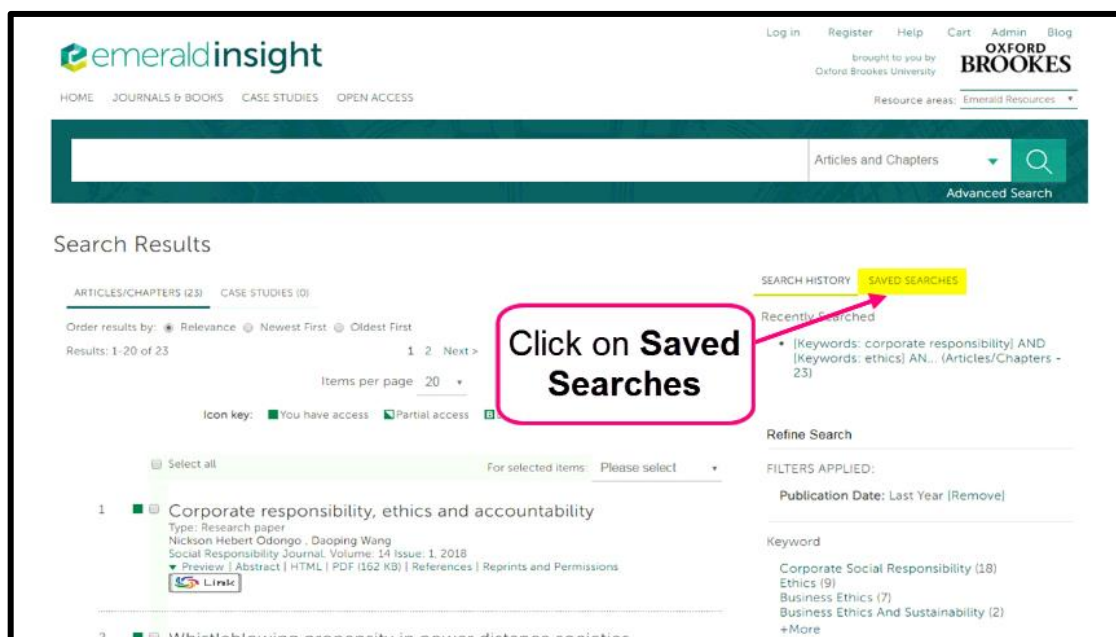 Log in Register Help Cart Admin Blog
emeraldinsight
brought to you by
Oxford Brookes University
OXFORD
BROOKES
HOME JOURNALS & BOOKS CASE STUDIES OPEN ACCESS
Resource areas: Emerald Resources
Articles and Chapters
Advanced Search
Search Results
ARTICLES/CHAPTERS (23) CASE STUDIES (0)
Order results by: Relevance Newest First Oldest First
Results: 1-20 of 23
1 2 Next >
Items per page 20
Icon key: You have access Partial access
Select all
For selected items: Please select
1 Corporate responsibility, ethics and accountability
Type: Research paper
Nickson Hebert Odongo , Daoping Wang
Social Responsibility Journal, Volume: 14 Issue: 1, 2018
Preview | Abstract | HTML | PDF (162 KB) | References | Reprints and Permissions
Link
2 Whistleblowing propensity in power distance societies
Click on Saved
Searches
SEARCH HISTORY SAVED SEARCHES
Recently Searched
• [Keywords: corporate responsibility] AND
[Keywords: ethics] AN... (Articles/Chapters -
23)
Refine Search
FILTERS APPLIED:
Publication Date: Last Year [Remove]
Keyword
Corporate Social Responsibility (18)
Ethics (9)
Business Ethics (7)
Business Ethics And Sustainability (2)
+More